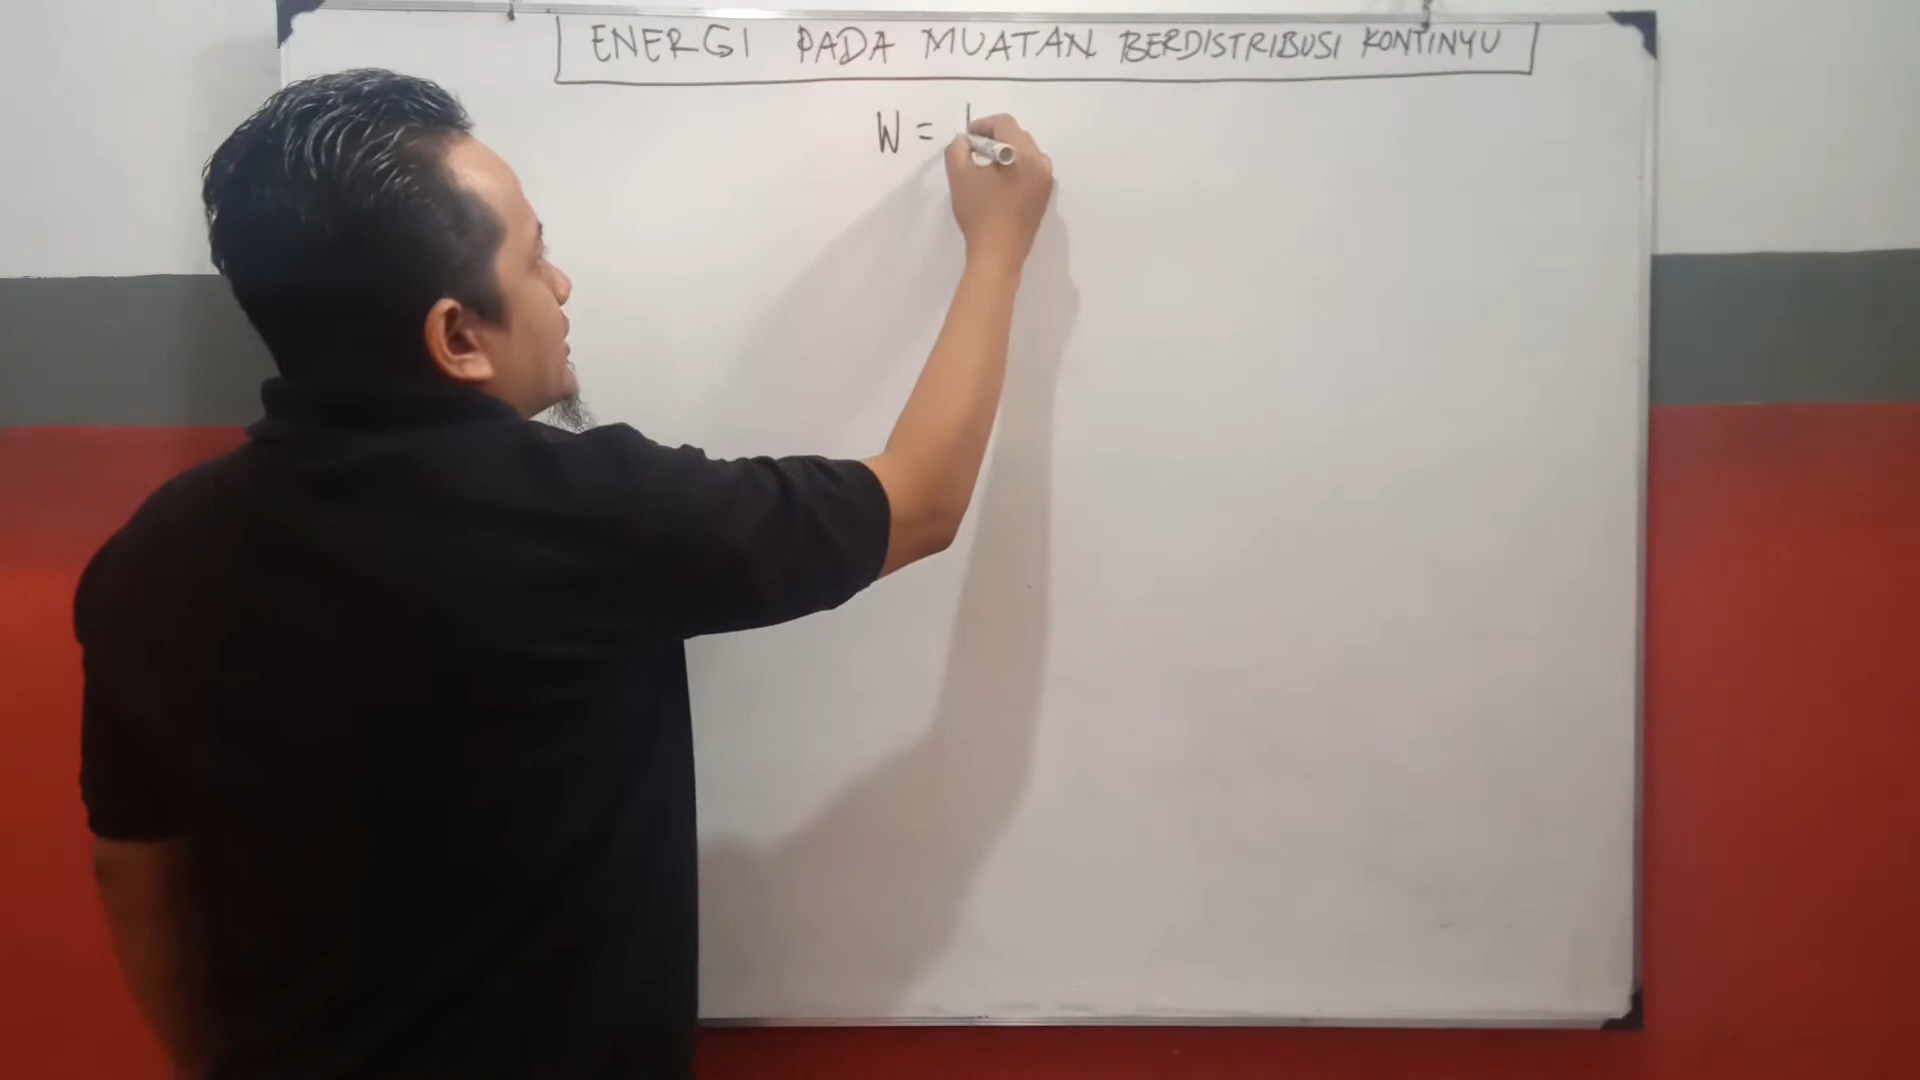 ENERGI PADA MUATAN BERDISTRIBUSI KONTINYU
W =